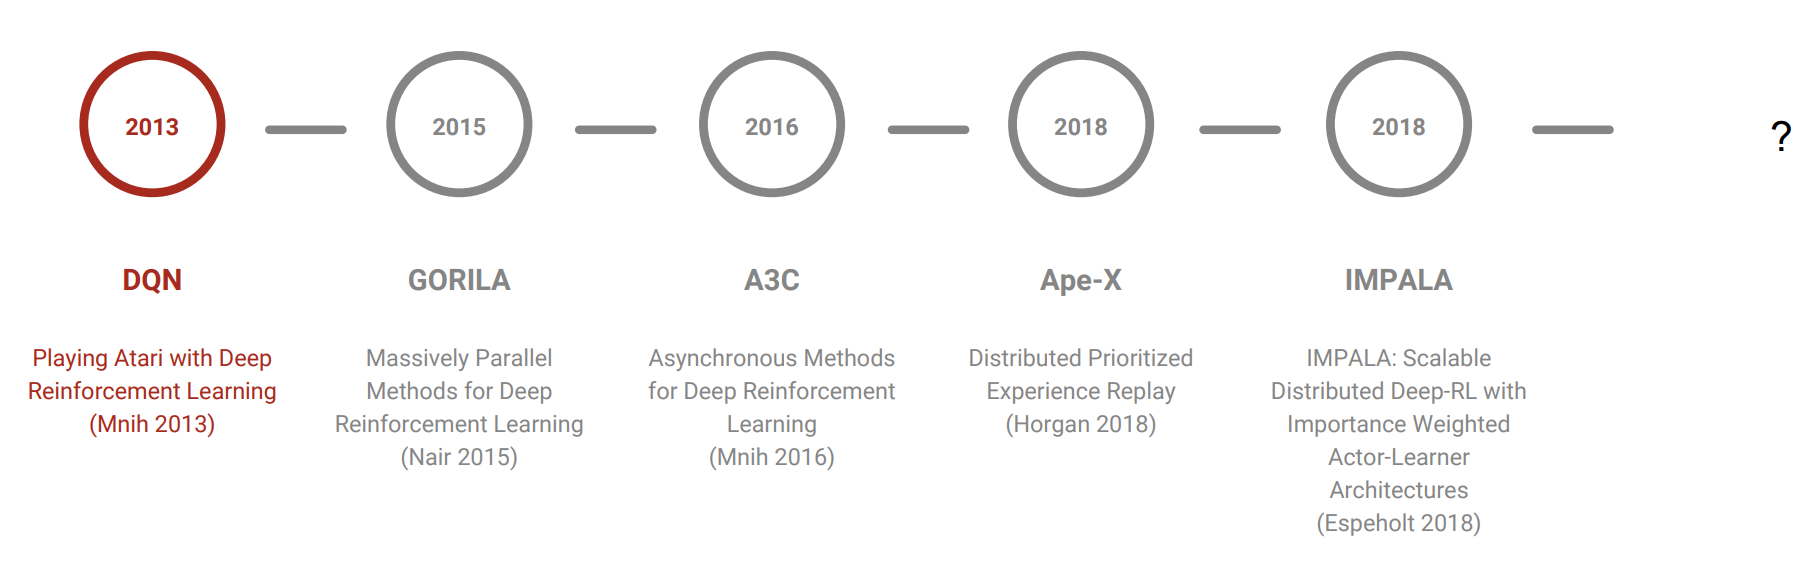 2013
2015
2016
2018
2018
?
DQN
GORILA
A3C
Ape-X
IMPALA
Playing Atari with Deep
Reinforcement Learning
(Mnih 2013)
Massively Parallel
Methods for Deep
Reinforcement Learning
(Nair 2015)
Asynchronous Methods
for Deep Reinforcement
Learning
(Mnih 2016)
Distributed Prioritized
Experience Replay
(Horgan 2018)
IMPALA: Scalable
Distributed Deep-RL with
Importance Weighted
Actor-Learner
Architectures
(Espeholt 2018)